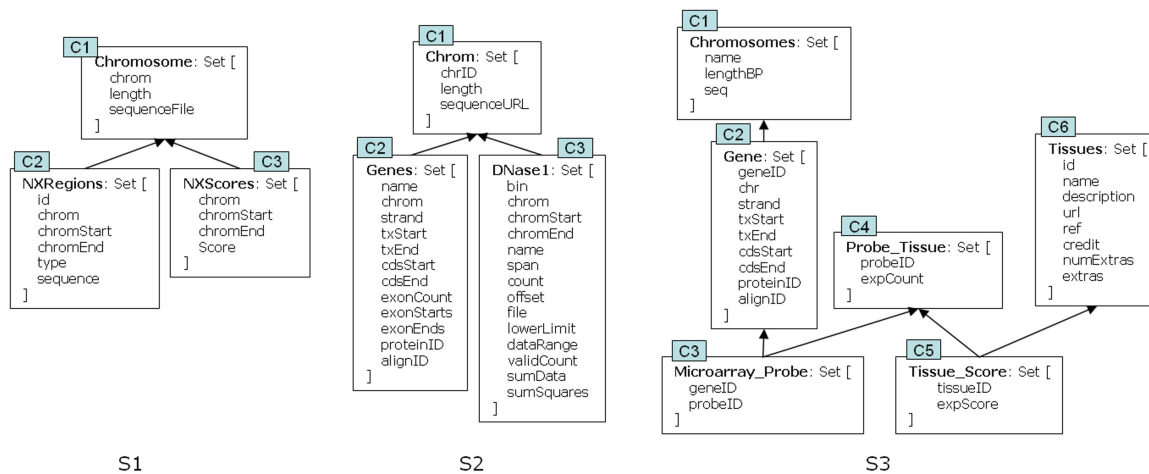 C1
Chromosome: Set [
chrom
length
sequenceFile
]
C2
NXRegions: Set [
id
chrom
chromStart
chromEnd
type
sequence
]
C3
NXScores: Set [
chrom
chromStart
chromEnd
Score
]
S1
C1
Chrom: Set [
chrID
length
sequenceURL
]
C2
Genes: Set [
name
chrom
strand
txStart
txEnd
cdsStart
cdsEnd
exonCount
exonStarts
exonEnds
proteinID
alignID
]
C3
DNase1: Set [
bin
chrom
chromStart
chromEnd
name
span
count
offset
file
lowerLimit
dataRange
validCount
sumData
sumSquares
]
S2
C1
Chromosomes: Set [
name
lengthBP
seq
]
C2
Gene: Set [
geneID
chr
strand
txStart
txEnd
cdsStart
cdsEnd
proteinID
alignID
]
C3
Microarray_Probe: Set [
geneID
probeID
]
C4
Probe_Tissue: Set [
probeID
expCount
]
C5
Tissue_Score: Set [
tissueID
expScore
]
C6
Tissues: Set [
id
name
description
url
ref
credit
numExtras
extras
]
S3